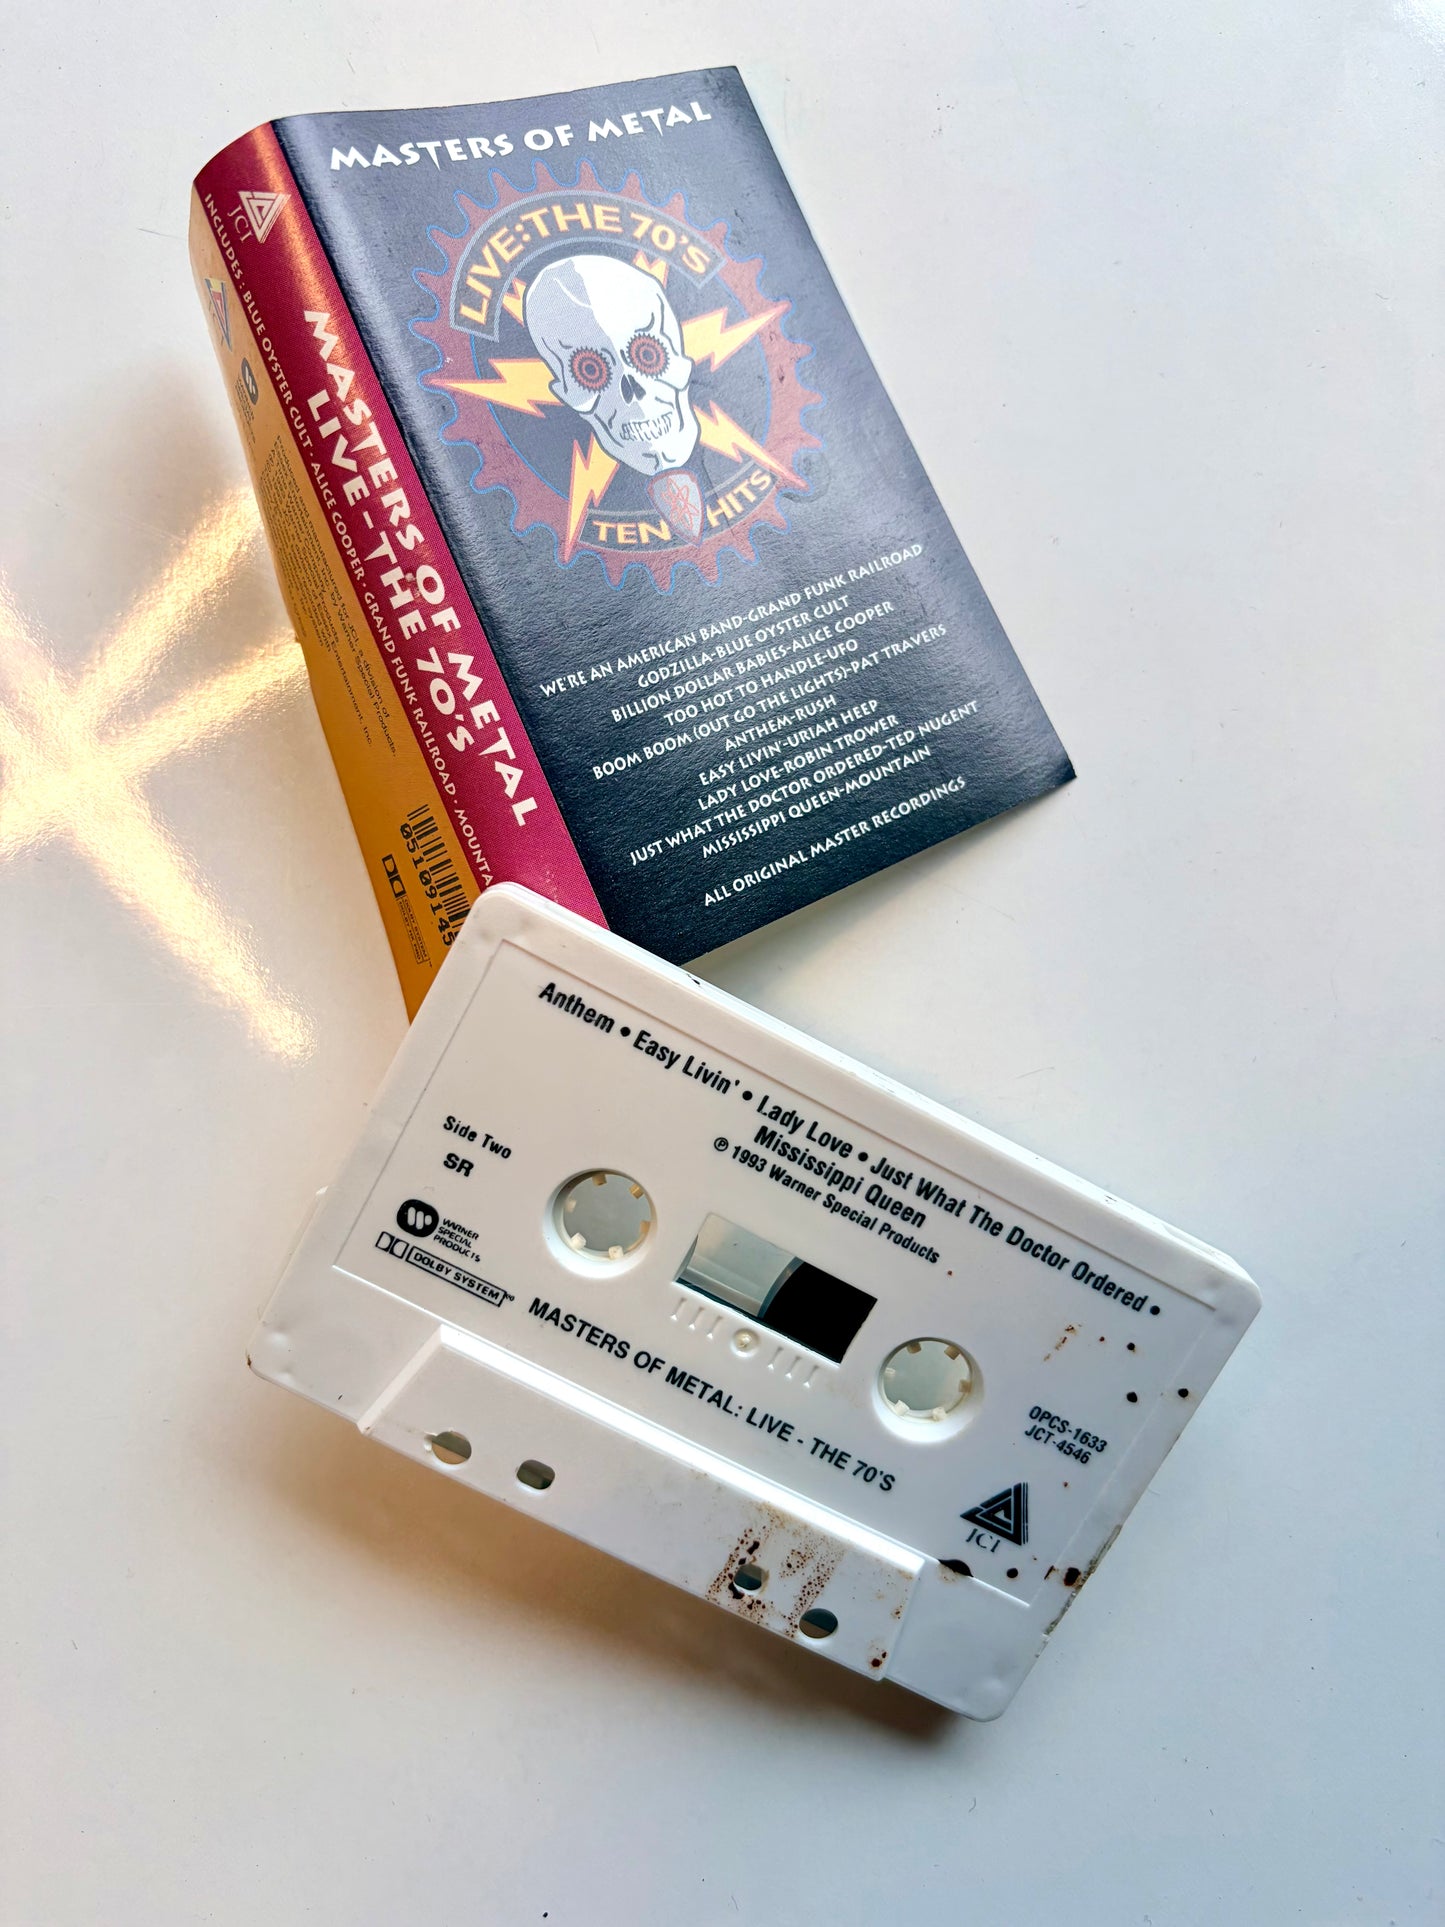 MASTERS OF METAL
LIVE: THE 70'S
TEN HITS
WE'RE AN AMERICAN BAND-GRAND FUNK RAILROAD
GODZILLA-BLUE OYSTER CULT
BILLION DOLLAR BABIES-ALICE COOPER
TOO HOT TO HANDLE-UFO
BOOM BOOM (OUT GO THE LIGHTS)-PAT TRAVERS
ANTHEM-RUSH
EASY LIVIN'-URIAH HEEP
LADY LOVE-ROBIN TROWER
JUST WHAT THE DOCTOR ORDERED-TED NUGENT
MISSISSIPPI QUEEN-MOUNTAIN
ALL ORIGINAL MASTER RECORDINGS
JCI
MASTERS OF METAL
LIVE-THE 70'S
INCLUDES: BLUE OYSTER CULT · ALICE COOPER · GRAND FUNK RAILROAD · MOUNTA
05109145
Anthem • Easy Livin' • Lady Love • Just What The Doctor Ordered •
Mississippi Queen
℗ 1993 Warner Special Products
Side Two
SR
WARNER
SPECIAL
PRODUCTS
DOLBY SYSTEM
MASTERS OF METAL: LIVE - THE 70'S
OPCS-1633
JCT-4546
JCI